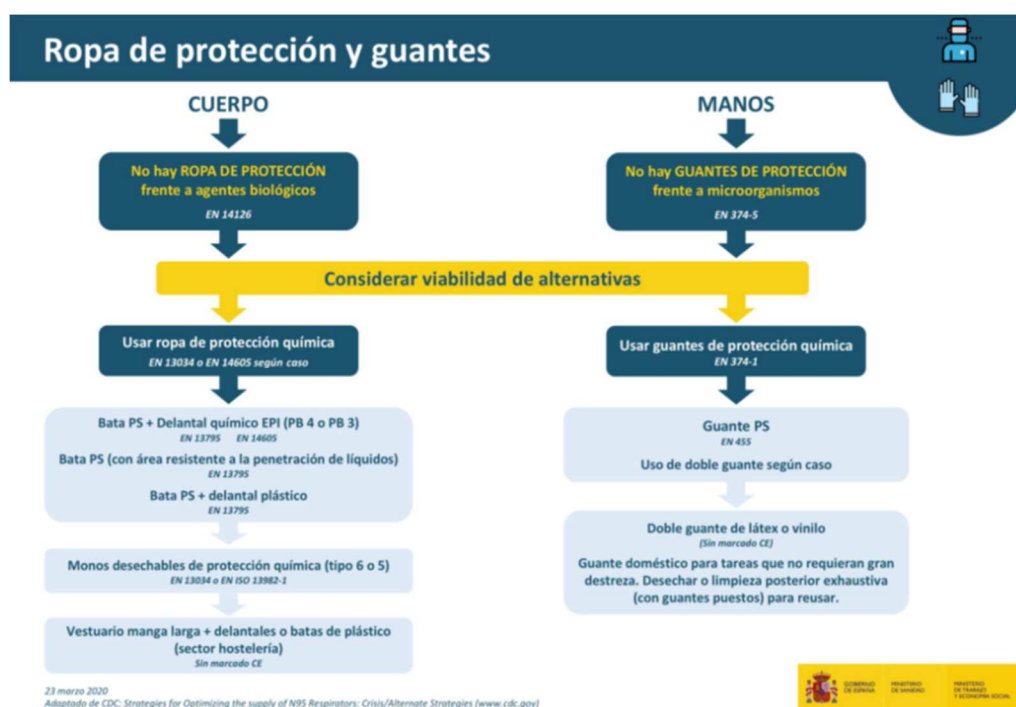 Ropa de protección y guantes
CUERPO
No hay ROPA DE PROTECCIÓN
frente a agentes biológicos
EN 14126
MANOS
No hay GUANTES DE PROTECCIÓN
frente a microorganismos
EN 374-5
Considerar viabilidad de alternativas
Usar ropa de protección química
EN 13034 o EN 14605 según caso
Bata PS + Delantal químico EPI (PB 4 o PB 3)
EN 13795 EN 14605
Bata PS (con área resistente a la penetración de líquidos)
EN 13795
Bata PS + delantal plástico
EN 13795
Monos desechables de protección química (tipo 6 o 5)
EN 13034 o EN ISO 13982-1
Vestuario manga larga + delantales o batas de plástico
(sector hostelería)
Sin marcado CE
Usar guantes de protección química
EN 374-1
Guante PS
EN 455
Uso de doble guante según caso
Doble guante de látex o vinilo
(Sin marcado CE)
Guante doméstico para tareas que no requieran gran
destreza. Desechar o limpieza posterior exhaustiva
(con guantes puestos) para reusar.
23 marzo 2020
Adaptado de CDC: Strategies for Optimizing the supply of N95 Respirators: Crisis/Alternate Strategies (www.cdc.gov)
GOBIERNO
DE ESPAÑA
MINISTERIO
DE SANIDAD
MINISTERIO
DE TRABAJO
Y ECONOMÍA SOCIAL